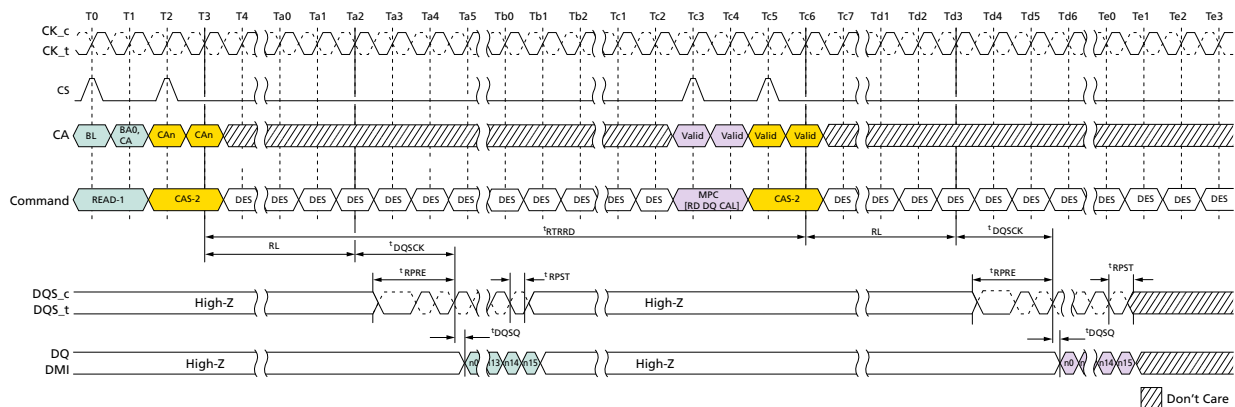 T0 T1 T2 T3 T4 Ta0 Ta1 Ta2 Ta3 Ta4 Ta5 Tb0 Tb1 Tb2 Tc1 Tc2 Tc3 Tc4 Tc5 Tc6 Tc7 Td1 Td2 Td3 Td4 Td5 Td6 Te0 Te1 Te2 Te3
CK_c
CK_t
CS
CA BL BA0, CA CAn CAn Valid Valid Valid Valid
Command READ-1 CAS-2 DES DES DES DES DES DES DES DES DES DES DES DES MPC [RD DQ CAL] CAS-2 DES DES DES DES DES DES DES DES DES DES DES
tRTRRD
RL tDQSCK RL tDQSCK
tRPRE tRPST tRPRE tRPST
DQS_c
DQS_t High-Z High-Z
tDQSQ tDQSQ
DQ
DMI High-Z n0 n13 n14 n15 High-Z n0 n n14 n15
Don't Care